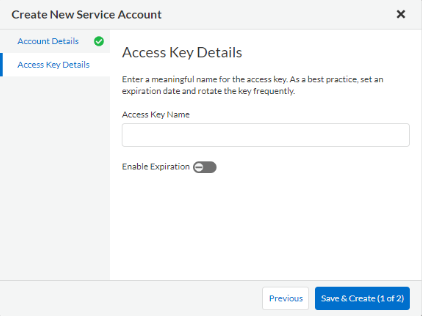 Create New Service Account
Account Details
Access Key Details
Access Key Details
Enter a meaningful name for the access key. As a best practice, set an
expiration date and rotate the key frequently.
Access Key Name
Enable Expiration
Previous
Save & Create (1 of 2)